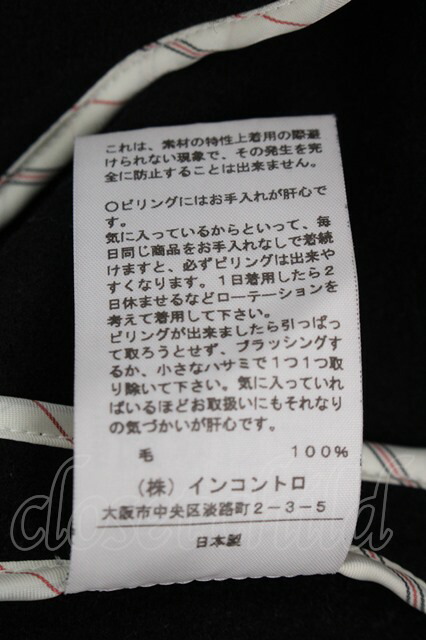 これは、素材の特性上着用の際避
けられない現象で、その発生を完
全に防止することは出来ません。
〇ピリングにはお手入れが肝心で
す。
気に入っているからといって、毎
日同じ商品をお手入れなしで着続
けますと、必ずピリングは出来や
すくなります。1日着用したら2
日休ませるなどローテーションを
考えて着用して下さい。
ピリングが出来ましたら引っぱっ
て取ろうとせず、ブラッシングす
るか、小さなハサミで1つ1つ取
り除いて下さい。気に入っていれ
ばいるほどお取扱いにもそれなり
の気づかいが肝心です。
毛 100%
(株) インコントロ
大阪市中央区淡路町2-3-5
日本製
closet child